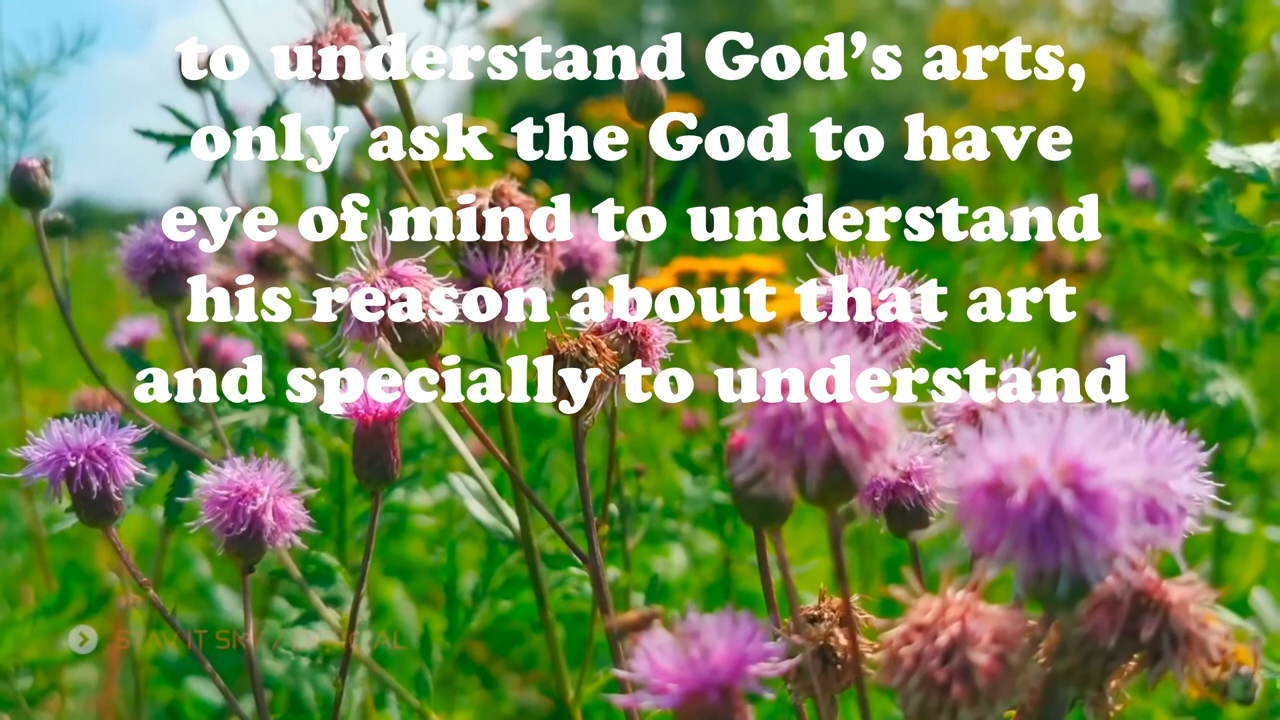 to understand God’s arts,
only ask the God to have
eye of mind to understand
his reason about that art
and specially to understand